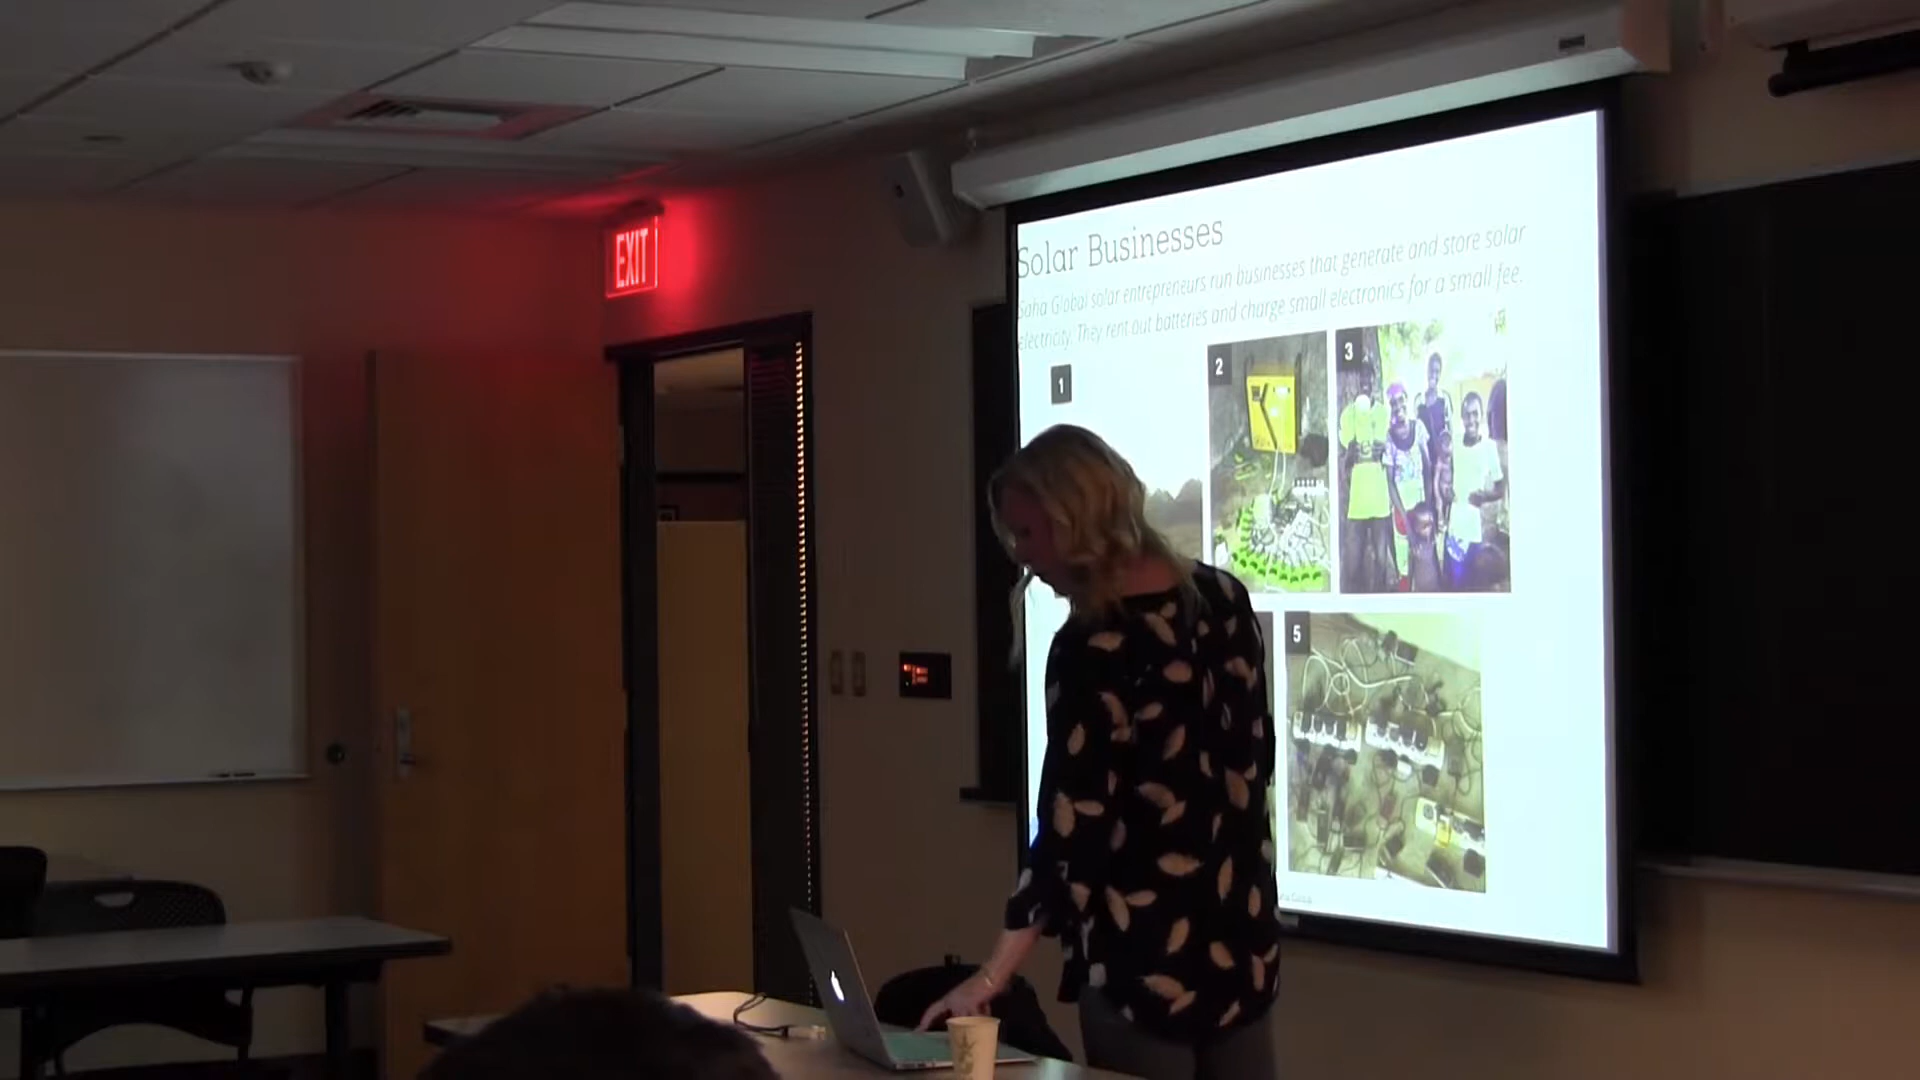 EXIT
Solar Businesses
Saha Global solar entrepreneurs run businesses that generate and store solar
electricity. They rent out batteries and charge small electronics for a small fee.
1
2
3
5